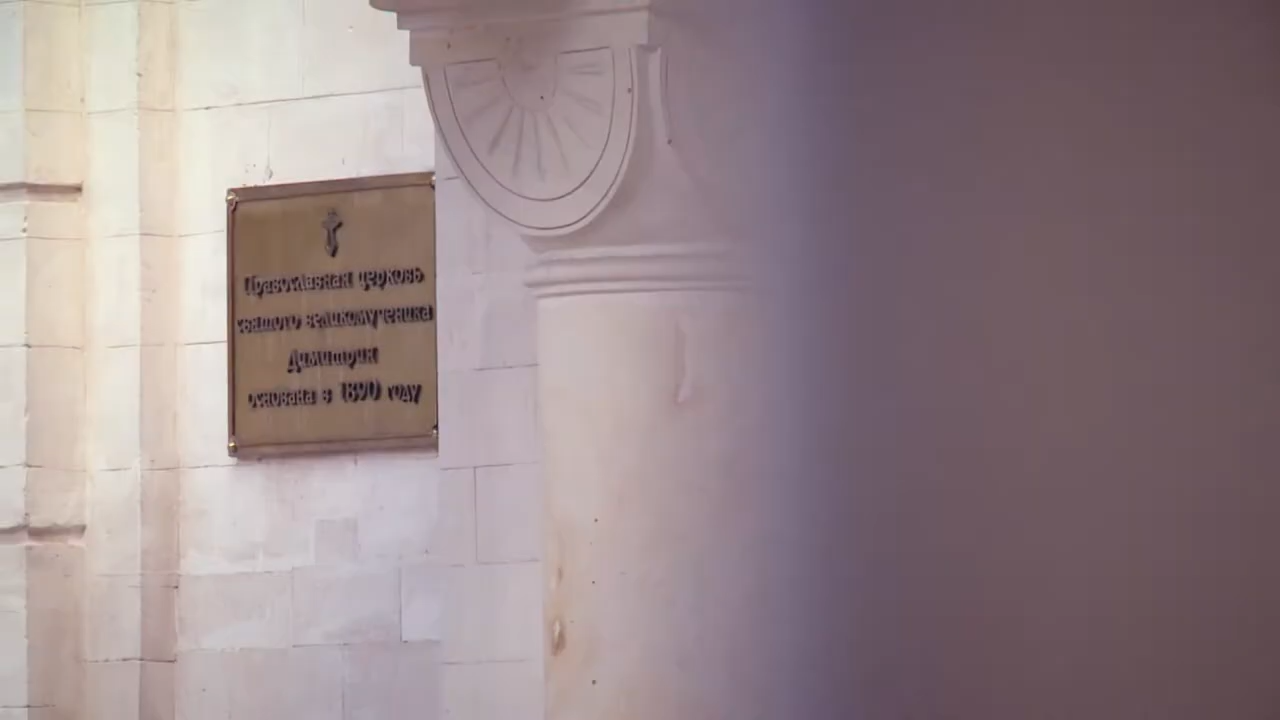 Православная церковь
святого великомученика
Димитрия
основана в 1890 году